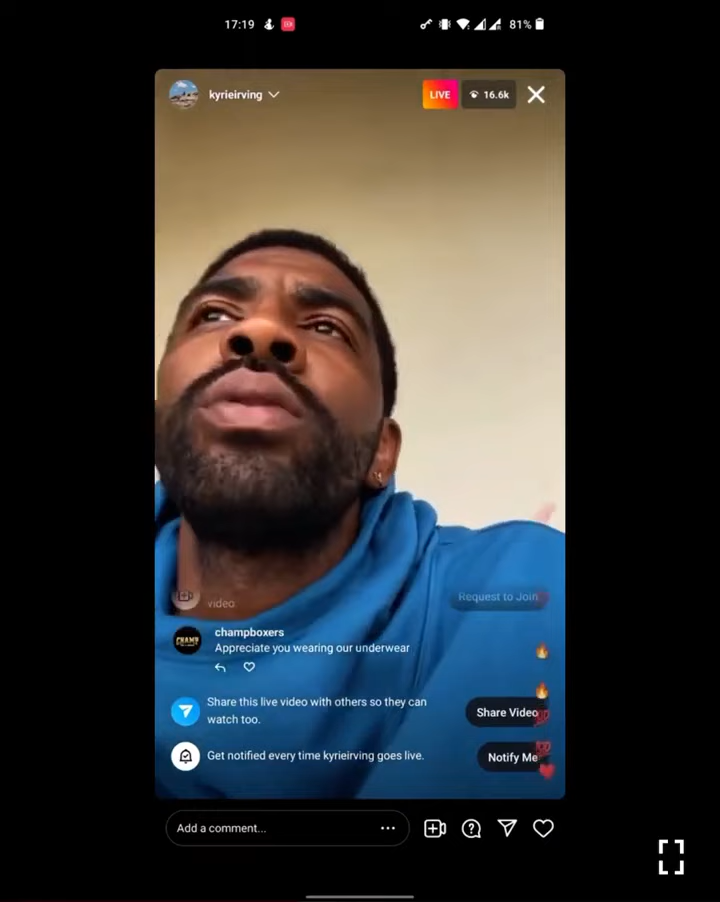 17:19
81%
kyrieirving
LIVE
16.6k
video
Request to Join
champboxers
CHAMP
Appreciate you wearing our underwear
Share this live video with others so they can
watch too.
Share Video
Get notified every time kyrieirving goes live.
Notify Me
Add a comment...